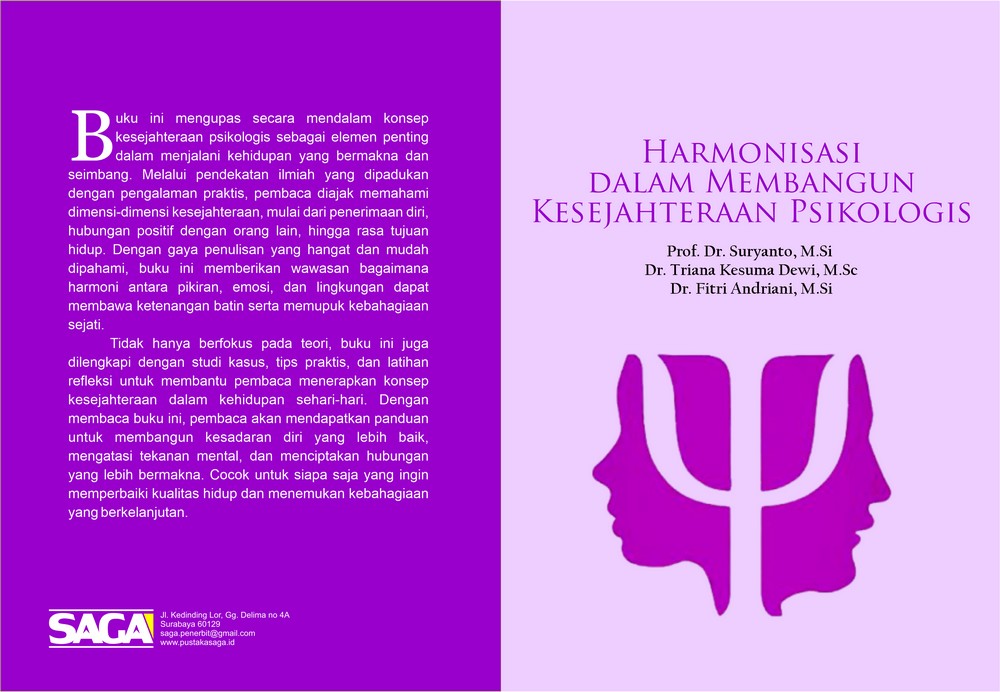 Buku ini mengupas secara mendalam konsep
kesejahteraan psikologis sebagai elemen penting
dalam menjalani kehidupan yang bermakna dan
seimbang. Melalui pendekatan ilmiah yang dipadukan
dengan pengalaman praktis, pembaca diajak memahami
dimensi-dimensi kesejahteraan, mulai dari penerimaan diri,
hubungan positif dengan orang lain, hingga rasa tujuan
hidup. Dengan gaya penulisan yang hangat dan mudah
dipahami, buku ini memberikan wawasan bagaimana
harmoni antara pikiran, emosi, dan lingkungan dapat
membawa ketenangan batin serta memupuk kebahagiaan
sejati.
Tidak hanya berfokus pada teori, buku ini juga
dilengkapi dengan studi kasus, tips praktis, dan latihan
refleksi untuk membantu pembaca menerapkan konsep
kesejahteraan dalam kehidupan sehari-hari. Dengan
membaca buku ini, pembaca akan mendapatkan panduan
untuk membangun kesadaran diri yang lebih baik,
mengatasi tekanan mental, dan menciptakan hubungan
yang lebih bermakna. Cocok untuk siapa saja yang ingin
memperbaiki kualitas hidup dan menemukan kebahagiaan
yang berkelanjutan.
SAGA
Jl. Kedinding Lor, Gg. Delima no 4A
Surabaya 60129
saga.penerbit@gmail.com
www.pustakasaga.id
Harmonisasi
dalam Membangun
Kesejahteraan Psikologis
Prof. Dr. Suryanto, M.Si
Dr. Triana Kesuma Dewi, M.Sc
Dr. Fitri Andriani, M.Si